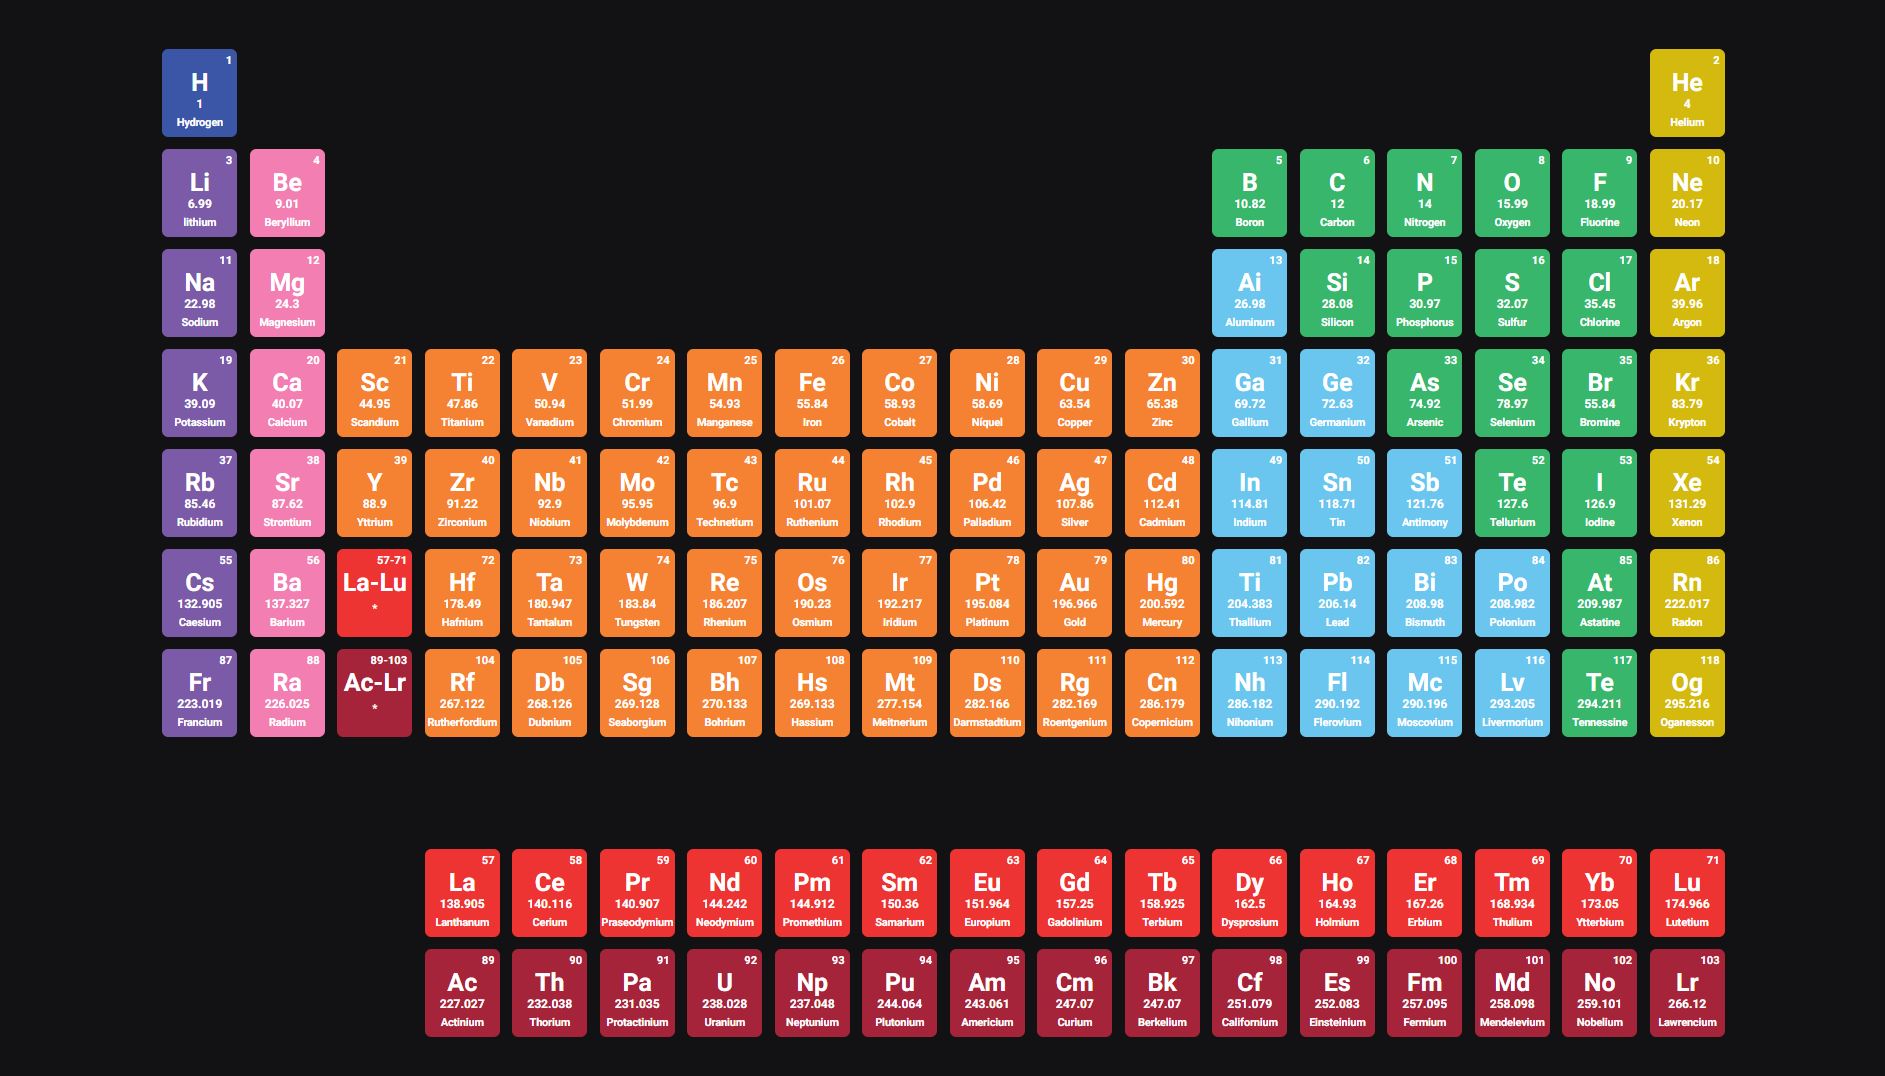 1
H
1
Hydrogen
2
He
4
Helium
3
Li
6.99
lithium
4
Be
9.01
Beryllium
5
B
10.82
Boron
6
C
12
Carbon
7
N
14
Nitrogen
8
O
15.99
Oxygen
9
F
18.99
Fluorine
10
Ne
20.17
Neon
11
Na
22.98
Sodium
12
Mg
24.3
Magnesium
13
Ai
26.98
Aluminum
14
Si
28.08
Silicon
15
P
30.97
Phosphorus
16
S
32.07
Sulfur
17
Cl
35.45
Chlorine
18
Ar
39.96
Argon
19
K
39.09
Potassium
20
Ca
40.07
Calcium
21
Sc
44.95
Scandium
22
Ti
47.86
Titanium
23
V
50.94
Vanadium
24
Cr
51.99
Chromium
25
Mn
54.93
Manganese
26
Fe
55.84
Iron
27
Co
58.93
Cobalt
28
Ni
58.69
Níquel
29
Cu
63.54
Copper
30
Zn
65.38
Zinc
31
Ga
69.72
Gallium
32
Ge
72.63
Germanium
33
As
74.92
Arsenic
34
Se
78.97
Selenium
35
Br
55.84
Bromine
36
Kr
83.79
Krypton
37
Rb
85.46
Rubidium
38
Sr
87.62
Strontium
39
Y
88.9
Yttrium
40
Zr
91.22
Zirconium
41
Nb
92.9
Niobium
42
Mo
95.95
Molybdenum
43
Tc
96.9
Technetium
44
Ru
101.07
Ruthenium
45
Rh
102.9
Rhodium
46
Pd
106.42
Palladium
47
Ag
107.86
Silver
48
Cd
112.41
Cadmium
49
In
114.81
Indium
50
Sn
118.71
Tin
51
Sb
121.76
Antimony
52
Te
127.6
Tellurium
53
I
126.9
Iodine
54
Xe
131.29
Xenon
55
Cs
132.905
Caesium
56
Ba
137.327
Barium
57-71
La-Lu
*
72
Hf
178.49
Hafnium
73
Ta
180.947
Tantalum
74
W
183.84
Tungsten
75
Re
186.207
Rhenium
76
Os
190.23
Osmium
77
Ir
192.217
Iridium
78
Pt
195.084
Platinum
79
Au
196.966
Gold
80
Hg
200.592
Mercury
81
Ti
204.383
Thallium
82
Pb
206.14
Lead
83
Bi
208.98
Bismuth
84
Po
208.982
Polonium
85
At
209.987
Astatine
86
Rn
222.017
Radon
87
Fr
223.019
Francium
88
Ra
226.025
Radium
89-103
Ac-Lr
*
104
Rf
267.122
Rutherfordium
105
Db
268.126
Dubnium
106
Sg
269.128
Seaborgium
107
Bh
270.133
Bohrium
108
Hs
269.133
Hassium
109
Mt
277.154
Meitnerium
110
Ds
282.166
Darmstadtium
111
Rg
282.169
Roentgenium
112
Cn
286.179
Copernicium
113
Nh
286.182
Nihonium
114
Fl
290.192
Flerovium
115
Mc
290.196
Moscovium
116
Lv
293.205
Livermorium
117
Te
294.211
Tennessine
118
Og
295.216
Oganesson
57
La
138.905
Lanthanum
58
Ce
140.116
Cerium
59
Pr
140.907
Praseodymium
60
Nd
144.242
Neodymium
61
Pm
144.912
Promethium
62
Sm
150.36
Samarium
63
Eu
151.964
Europium
64
Gd
157.25
Gadolinium
65
Tb
158.925
Terbium
66
Dy
162.5
Dysprosium
67
Ho
164.93
Holmium
68
Er
167.26
Erbium
69
Tm
168.934
Thulium
70
Yb
173.05
Ytterbium
71
Lu
174.966
Lutetium
89
Ac
227.027
Actinium
90
Th
232.038
Thorium
91
Pa
231.035
Protactinium
92
U
238.028
Uranium
93
Np
237.048
Neptunium
94
Pu
244.064
Plutonium
95
Am
243.061
Americium
96
Cm
247.07
Curium
97
Bk
247.07
Berkelium
98
Cf
251.079
Californium
99
Es
252.083
Einsteinium
100
Fm
257.095
Fermium
101
Md
258.098
Mendelevium
102
No
259.101
Nobelium
103
Lr
266.12
Lawrencium